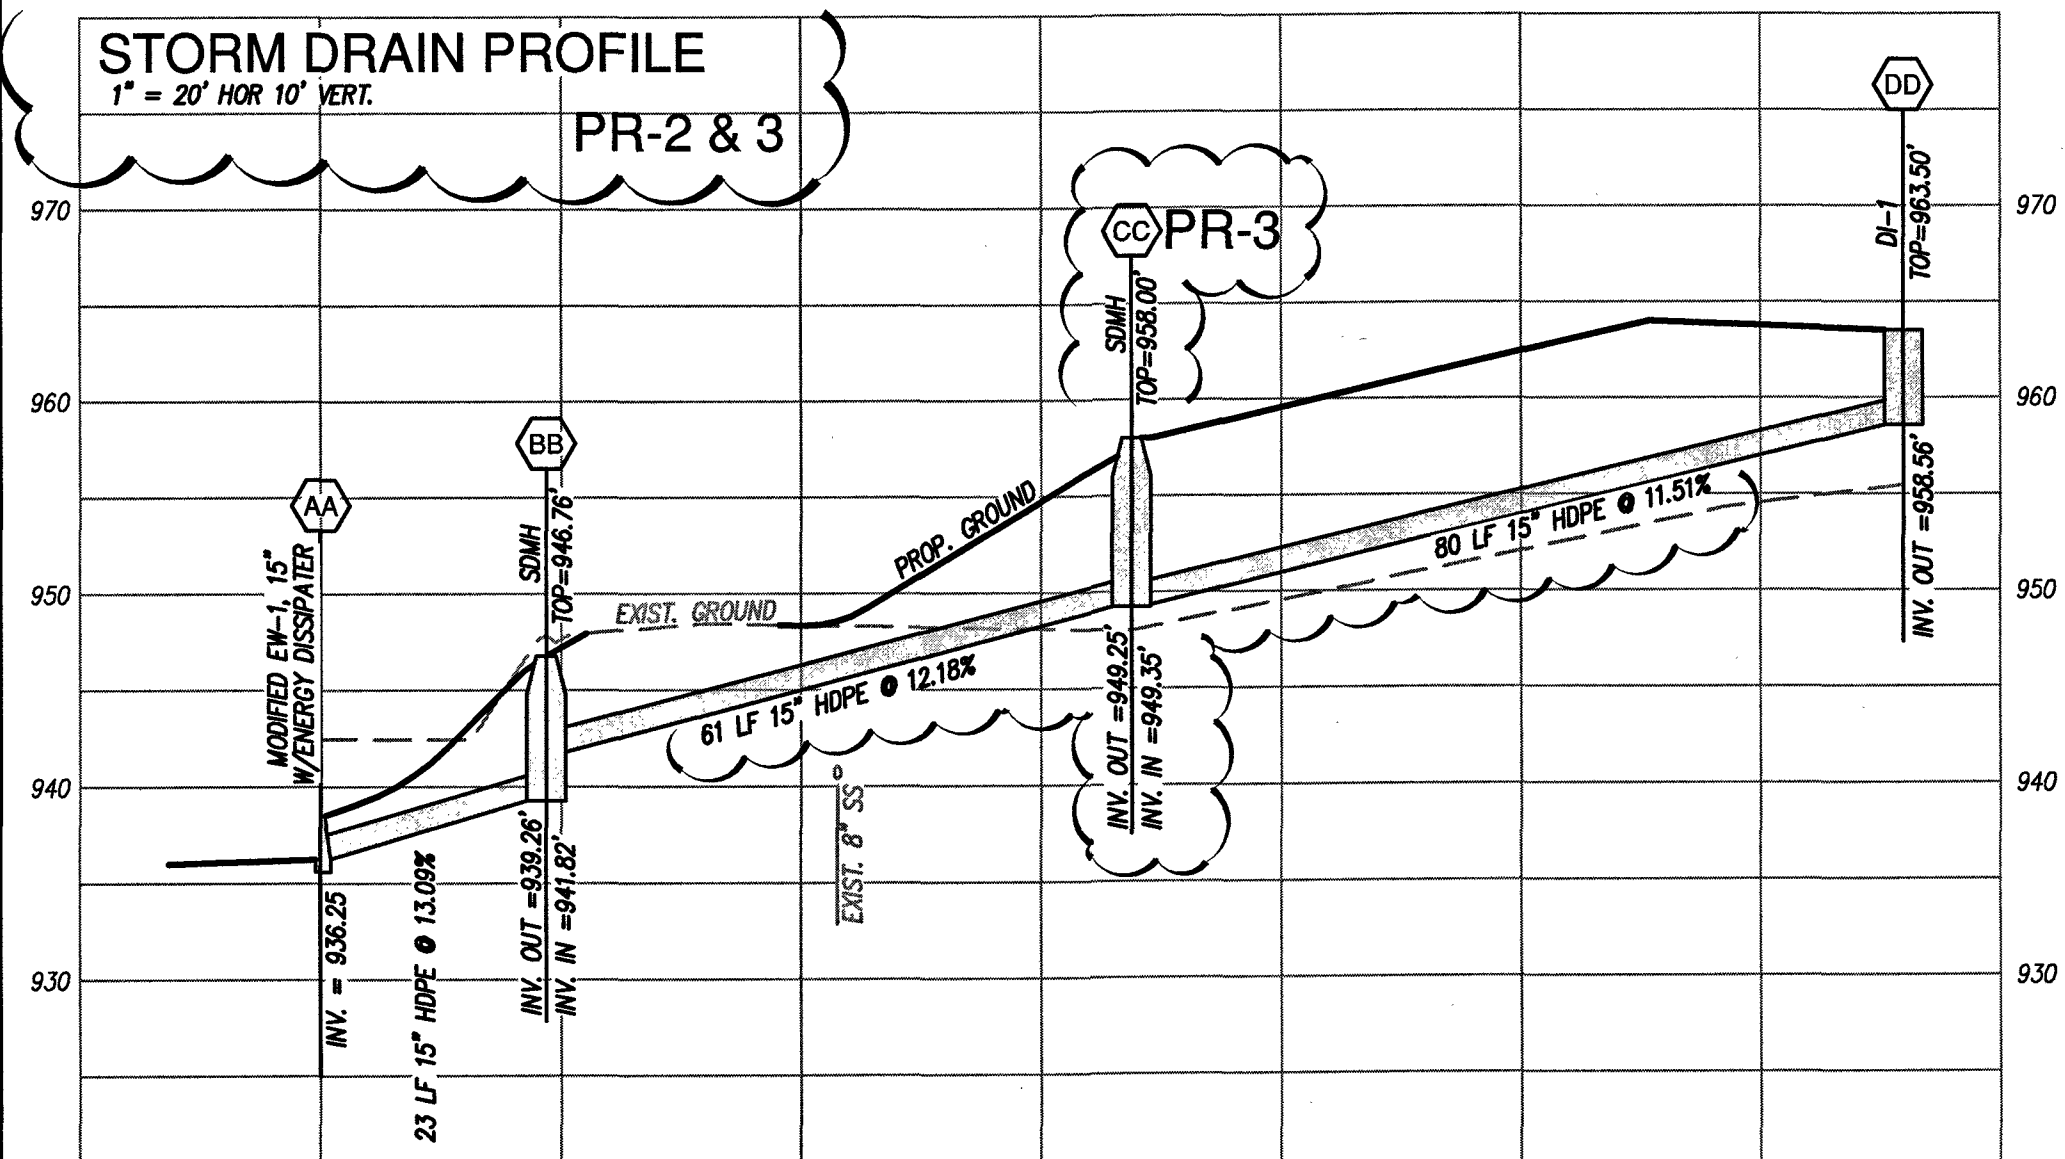 STORM DRAIN PROFILE
1" = 20' HOR 10' VERT.
PR-2 & 3
DD
DI-1
TOP=963.50'
970
970
CC
PR-3
SDMH
TOP=958.00'
960
960
BB
SDMH
TOP=946.76'
AA
MODIFIED EW-1, 15"
W/ENERGY DISSIPATER
PROP. GROUND
EXIST. GROUND
80 LF 15" HDPE @ 11.51%
INV. OUT =958.56'
950
950
61 LF 15" HDPE @ 12.18%
INV. OUT =949.25'
INV. IN =949.35'
940
940
EXIST. 8" SS
INV. OUT =939.26'
INV. IN =941.82'
23 LF 15" HDPE @ 13.09%
INV. = 936.25
930
930